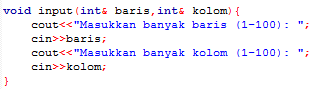 void input(int& baris,int& kolom){
    cout<<"Masukkan banyak baris (1-100): ";
    cin>>baris;
    cout<<"Masukkan banyak kolom (1-100): ";
    cin>>kolom;
}